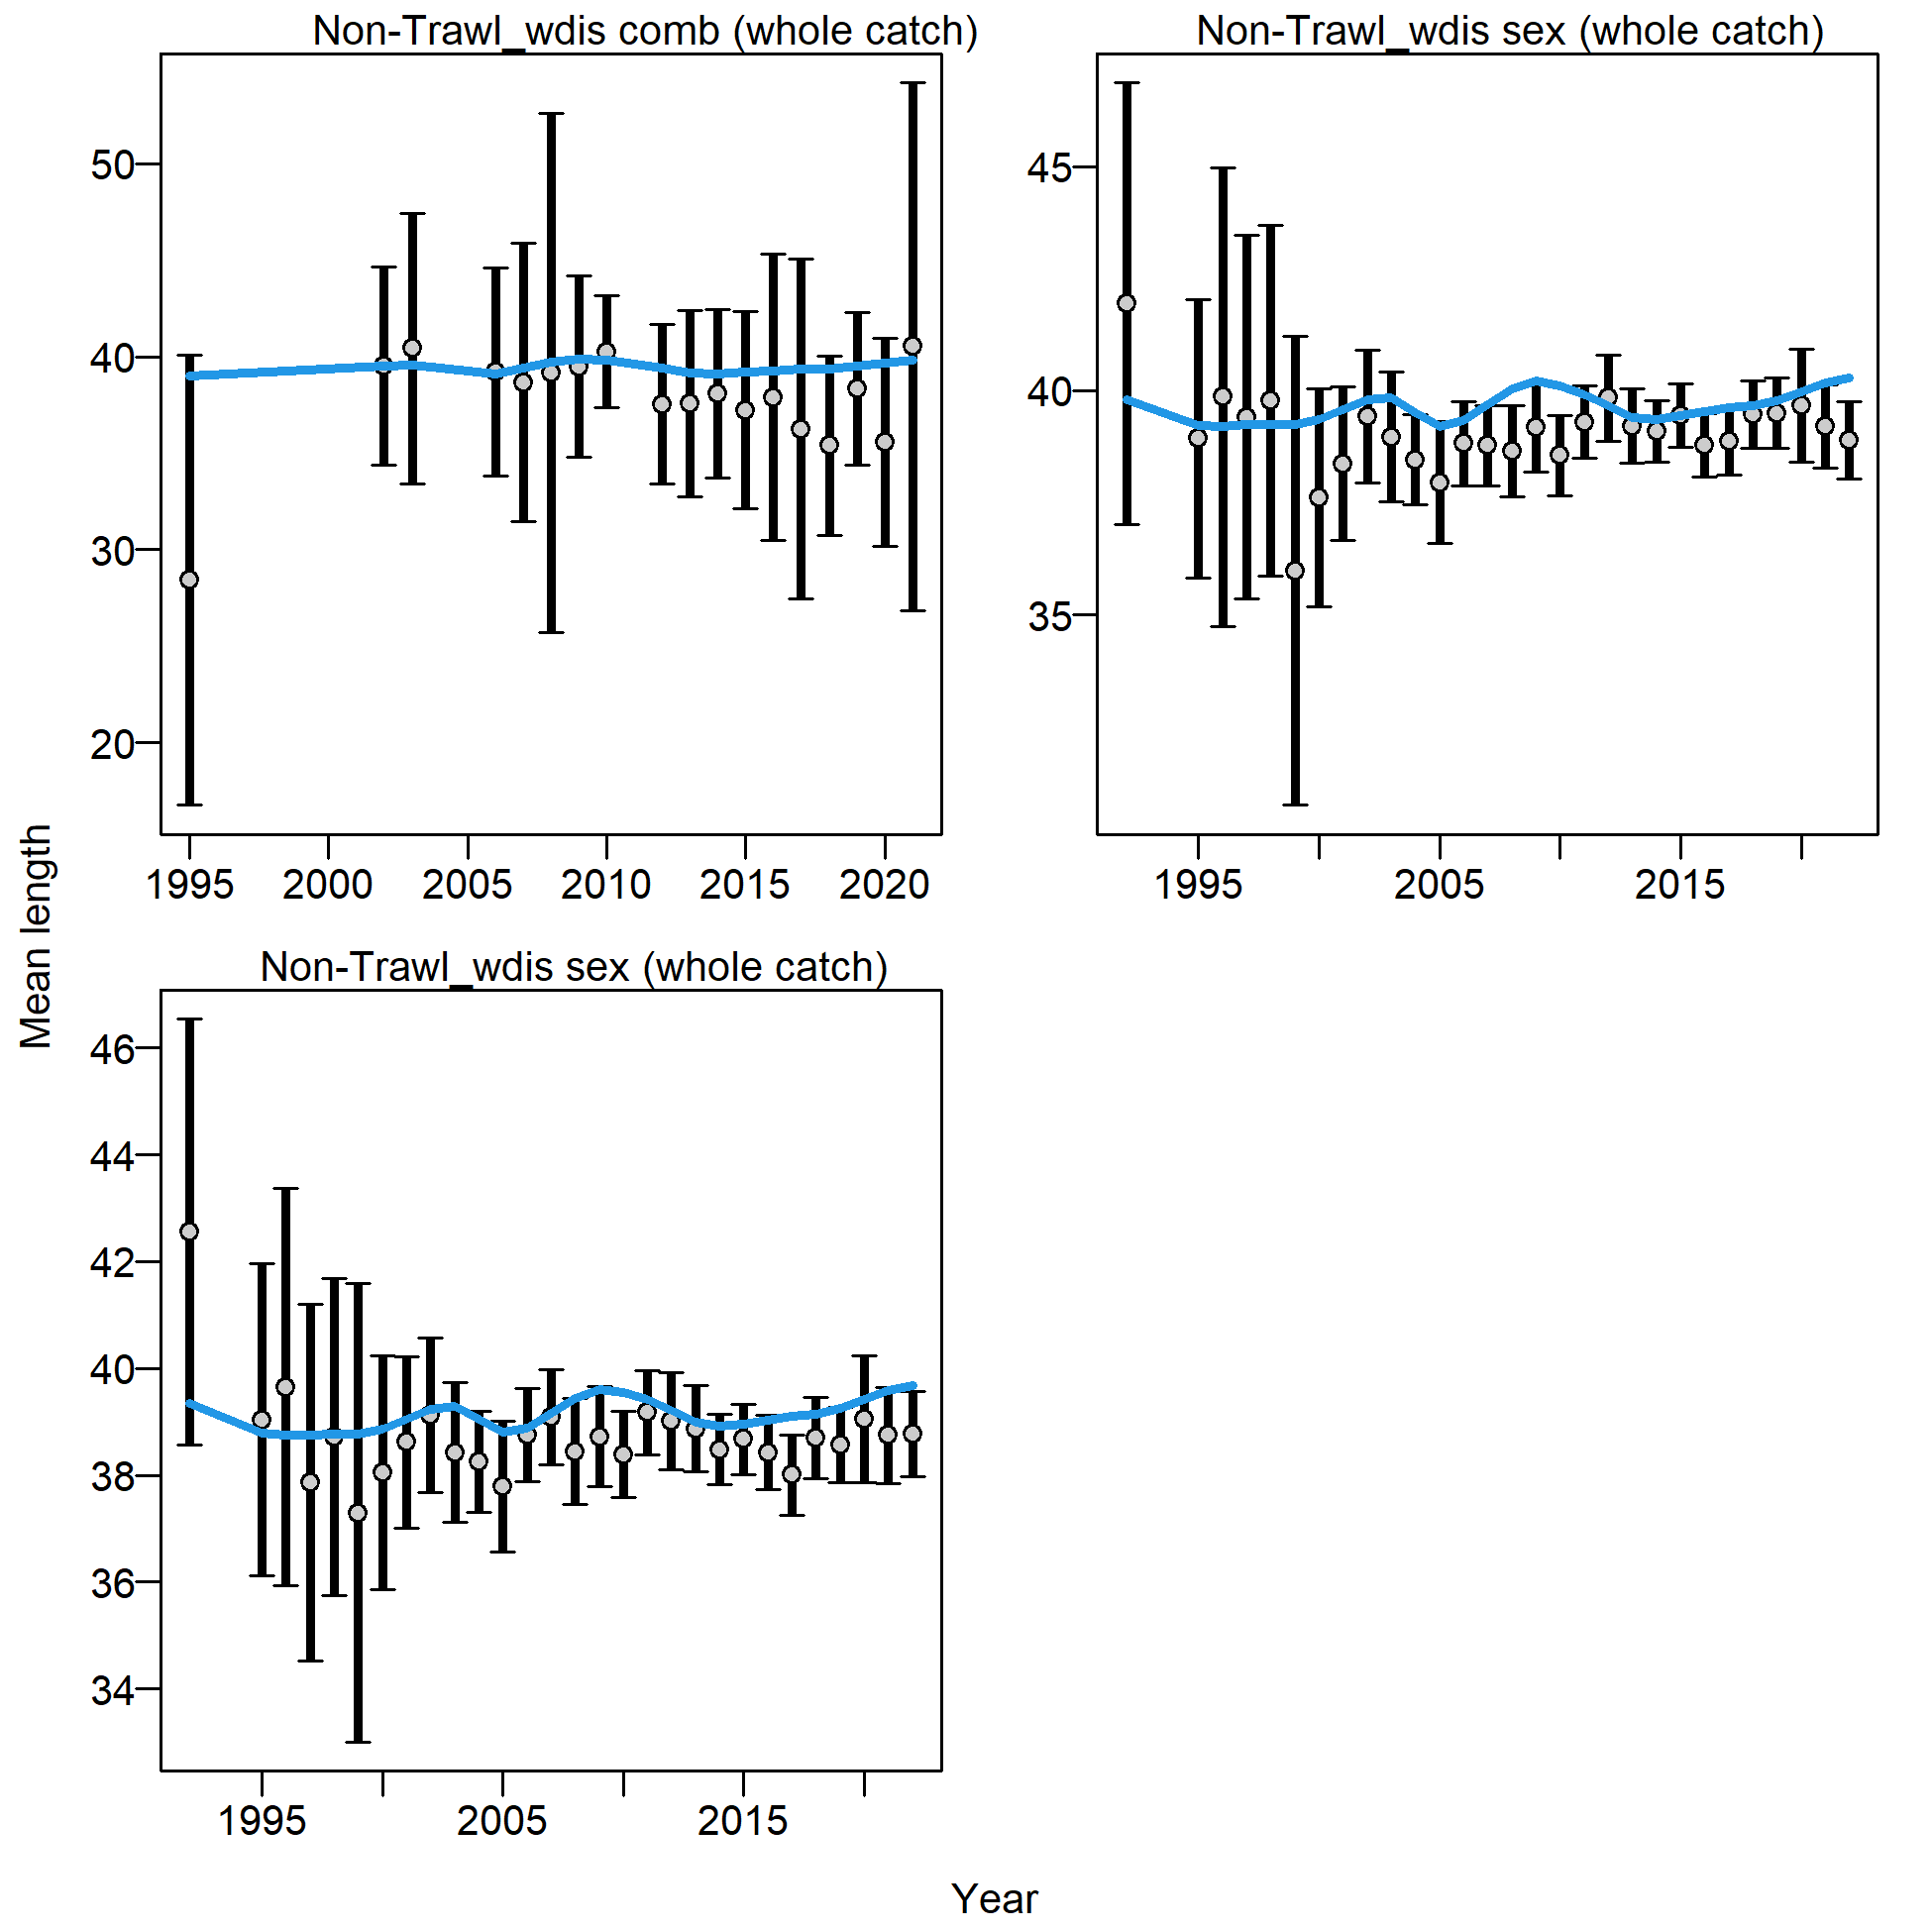 Non-Trawl_wdis comb (whole catch)
50
40
30
20
1995 2000 2005 2010 2015 2020
Non-Trawl_wdis sex (whole catch)
45
40
35
1995 2005 2015
Non-Trawl_wdis sex (whole catch)
46
44
42
40
38
36
34
1995 2005 2015
Mean length
Year